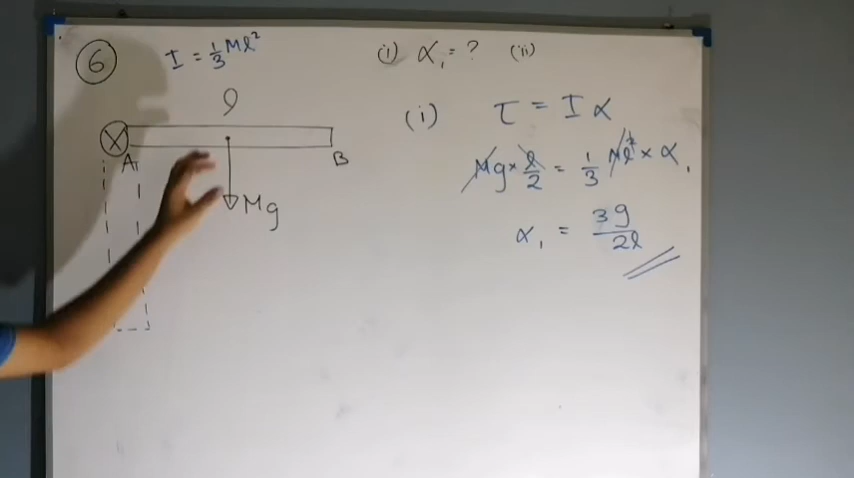 6
I = 1/3 Ml²
(i) α₁ = ? (ii)
l
A B
Mg
(i) τ = I α
Mg × l/2 = 1/3 Ml² × α₁
α₁ = 3g/2l